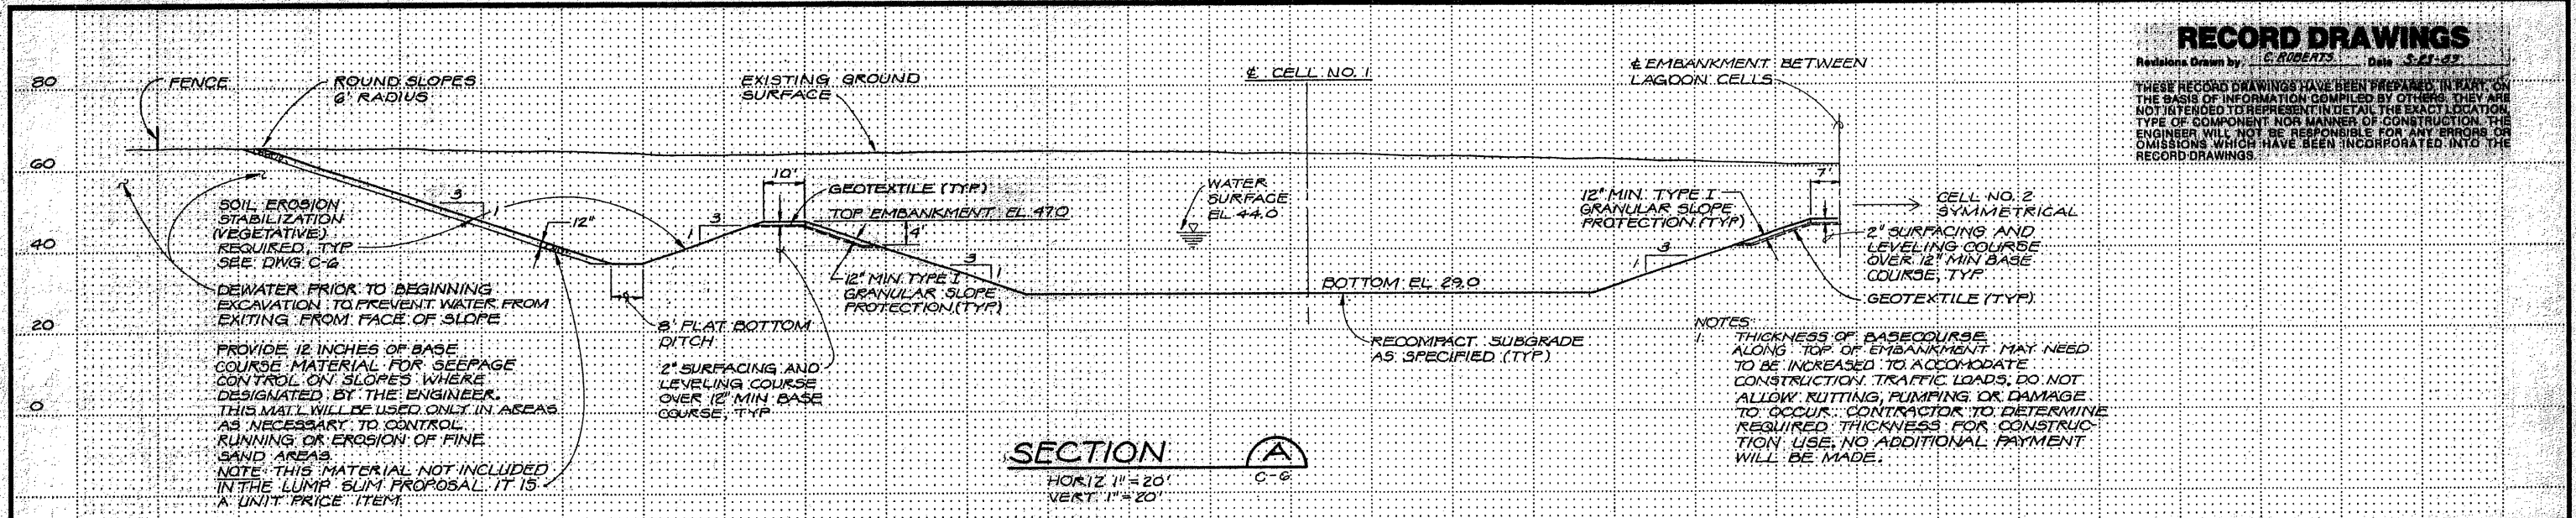 RECORD DRAWINGS
Revisions Drawn by C. ROBERTS Date
THESE RECORD DRAWINGS HAVE BEEN PREPARED, IN PART, ON
THE BASIS OF INFORMATION COMPILED BY OTHERS. THEY ARE
NOT INTENDED TO REPRESENT IN DETAIL THE EXACT LOCATION,
TYPE OF COMPONENT NOR MANNER OF CONSTRUCTION. THE
ENGINEER WILL NOT BE RESPONSIBLE FOR ANY ERRORS OR
OMISSIONS WHICH HAVE BEEN INCORPORATED INTO THE
RECORD DRAWINGS.
80
60
40
20
0
FENCE
ROUND SLOPES
6' RADIUS
EXISTING GROUND
SURFACE
℄ CELL NO. 1
℄ EMBANKMENT BETWEEN
LAGOON CELLS
SOIL EROSION
STABILIZATION
(VEGETATIVE)
REQUIRED, TYP
SEE DWG C-6
3
1
12"
3
1
10'
GEOTEXTILE (TYP)
TOP EMBANKMENT EL 47.0
4'
3
1
12" MIN TYPE I
GRANULAR SLOPE
PROTECTION (TYP)
WATER
SURFACE
EL 44.0
12" MIN. TYPE I
GRANULAR SLOPE
PROTECTION (TYP)
3
1
7'
CELL NO. 2
SYMMETRICAL
2" SURFACING AND
LEVELING COURSE
OVER 12" MIN BASE
COURSE, TYP
GEOTEXTILE (TYP)
DEWATER PRIOR TO BEGINNING
EXCAVATION TO PREVENT WATER FROM
EXITING FROM FACE OF SLOPE
8' FLAT BOTTOM
DITCH
2" SURFACING AND
LEVELING COURSE
OVER 12" MIN BASE
COURSE, TYP
BOTTOM EL 29.0
RECOMPACT SUBGRADE
AS SPECIFIED (TYP)
PROVIDE 12 INCHES OF BASE
COURSE MATERIAL FOR SEEPAGE
CONTROL ON SLOPES WHERE
DESIGNATED BY THE ENGINEER.
THIS MAT'L WILL BE USED ONLY IN AREAS
AS NECESSARY TO CONTROL
RUNNING OR EROSION OF FINE
SAND AREAS.
NOTE: THIS MATERIAL NOT INCLUDED
IN THE LUMP SUM PROPOSAL. IT IS
A UNIT PRICE ITEM
NOTES:
1. THICKNESS OF BASECOURSE
ALONG TOP OF EMBANKMENT MAY NEED
TO BE INCREASED TO ACCOMODATE
CONSTRUCTION TRAFFIC LOADS. DO NOT
ALLOW RUTTING, PUMPING OR DAMAGE
TO OCCUR. CONTRACTOR TO DETERMINE
REQUIRED THICKNESS FOR CONSTRUC-
TION USE. NO ADDITIONAL PAYMENT
WILL BE MADE.
SECTION A
C-6
HORIZ 1" = 20'
VERT 1" = 20'